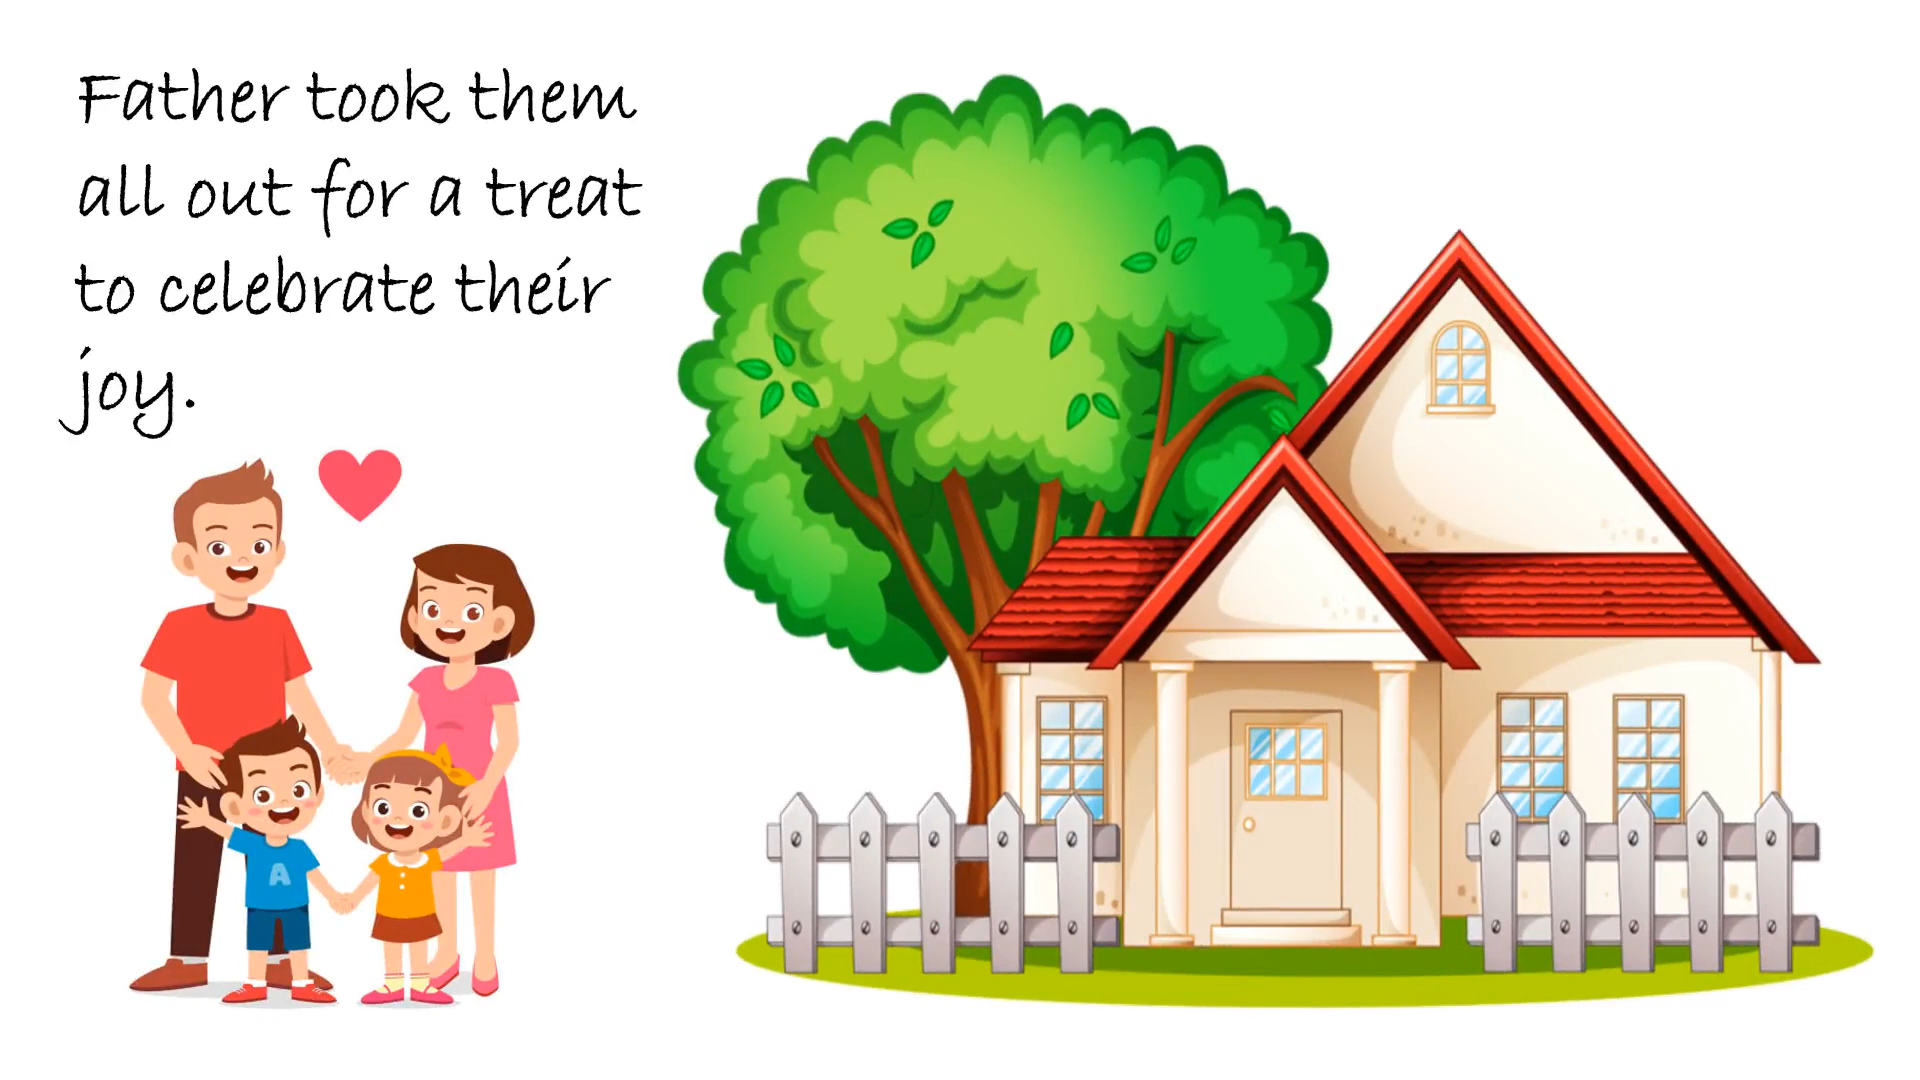 Father took them
all out for a treat
to celebrate their
joy.
A